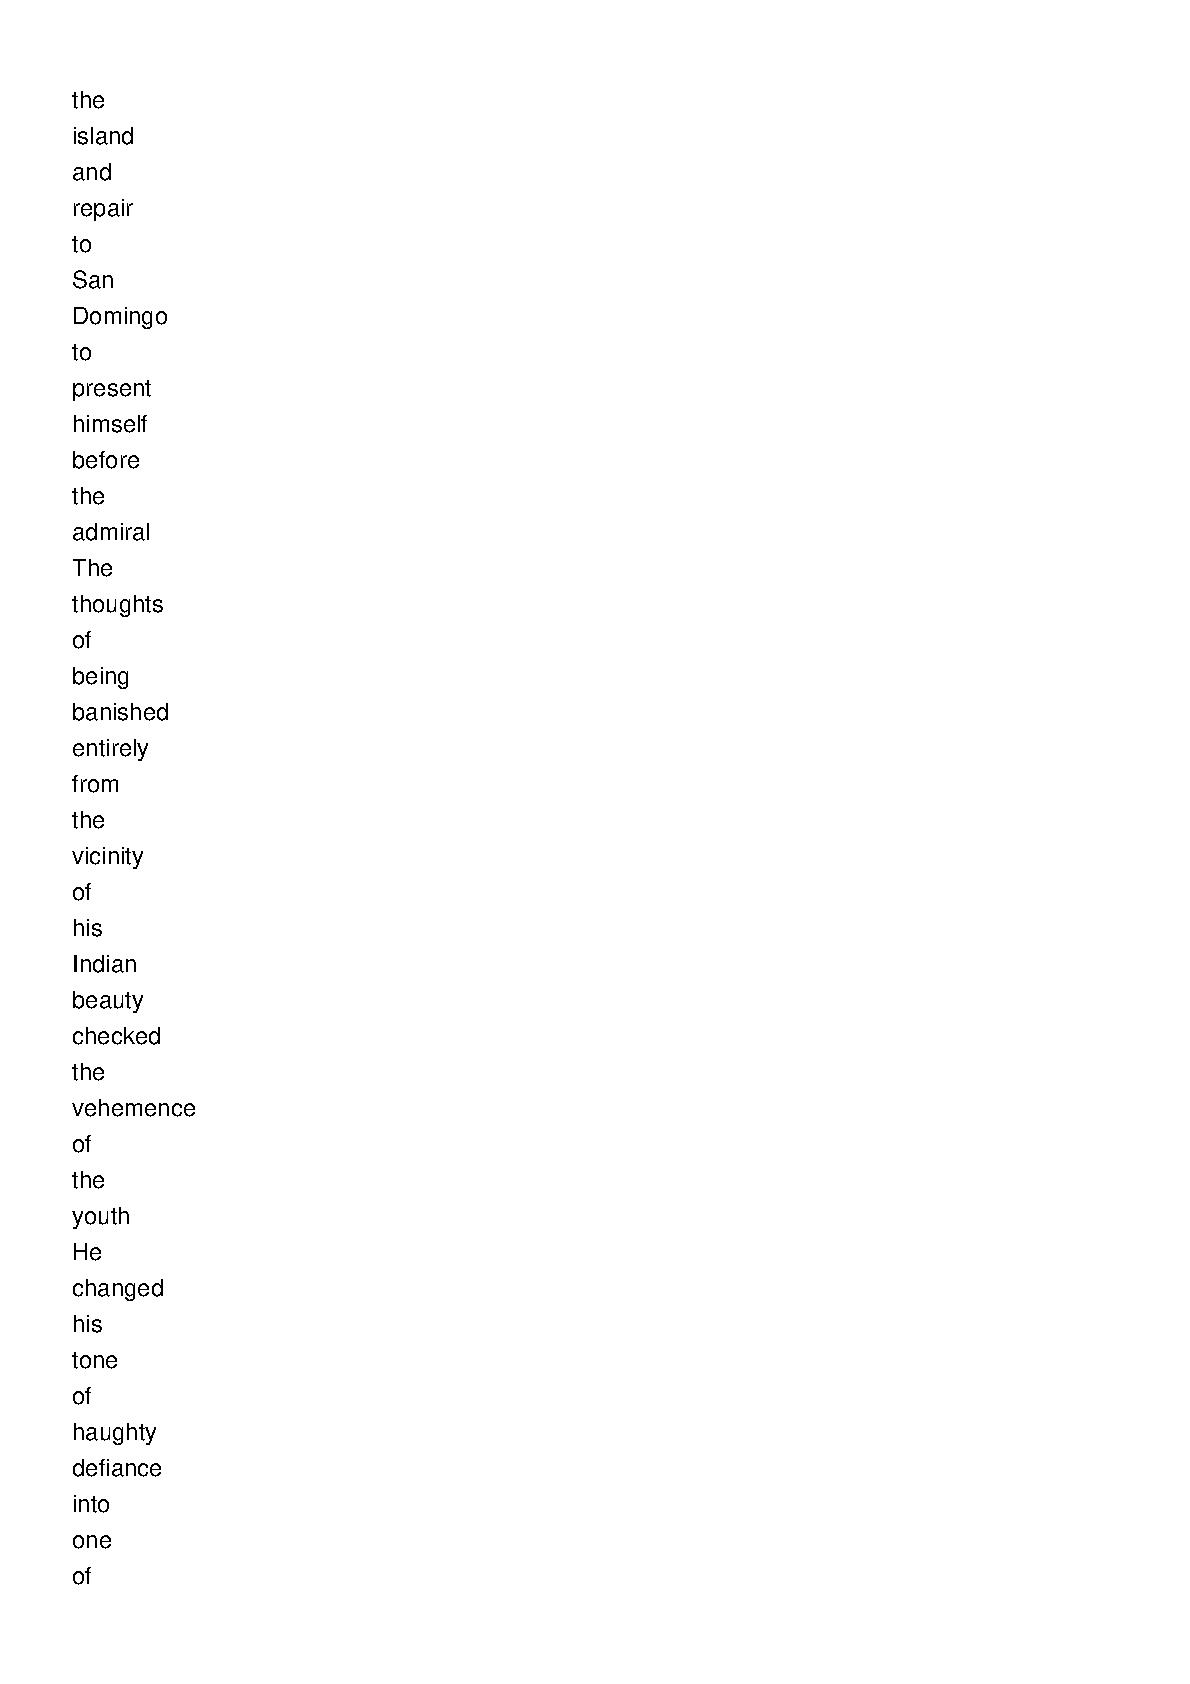 the
island
and
repair
to
San
Domingo
to
present
himself
before
the
admiral
The
thoughts
of
being
banished
entirely
from
the
vicinity
of
his
Indian
beauty
checked
the
vehemence
of
the
youth
He
changed
his
tone
of
haughty
defiance
into
one
of